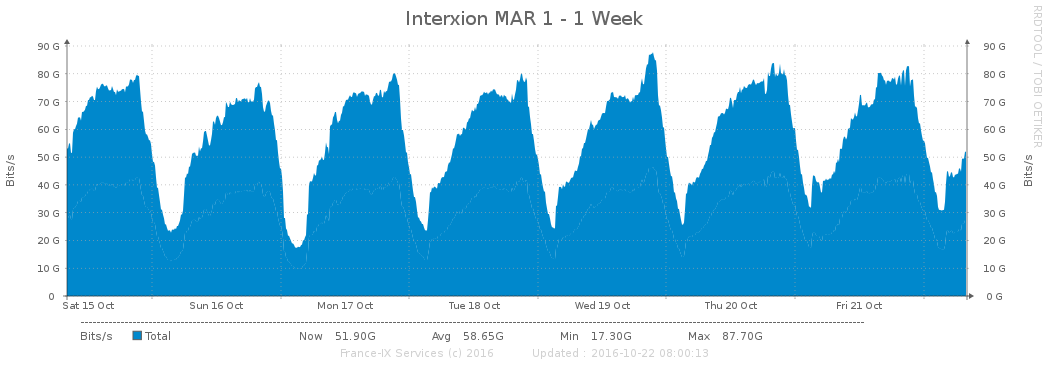 Interxion MAR 1 - 1 Week
RRDTOOL / TOBI OETIKER
90 G 90 G
80 G 80 G
70 G 70 G
60 G 60 G
50 G 50 G
40 G 40 G
30 G 30 G
20 G 20 G
10 G 10 G
0 0 G
Bits/s
Bits/s
Sat 15 Oct Sun 16 Oct Mon 17 Oct Tue 18 Oct Wed 19 Oct Thu 20 Oct Fri 21 Oct
Bits/s Total Now 51.90G Avg 58.65G Min 17.30G Max 87.70G
France-IX Services (c) 2016 Updated : 2016-10-22 08:00:13